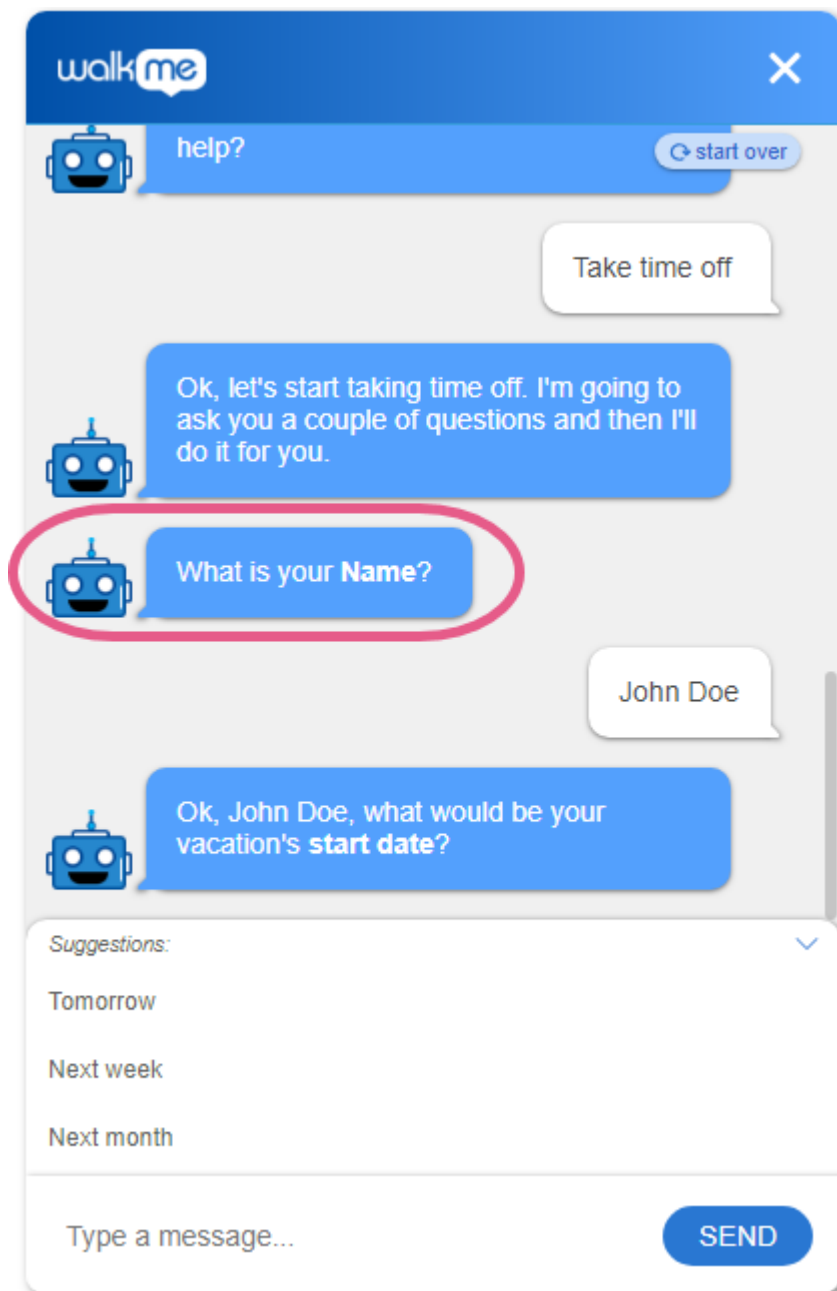 walkme
help?
start over
Take time off
Ok, let's start taking time off. I'm going to
ask you a couple of questions and then I'll
do it for you.
What is your Name?
John Doe
Ok, John Doe, what would be your
vacation's start date?
Suggestions:
Tomorrow
Next week
Next month
Type a message...
SEND